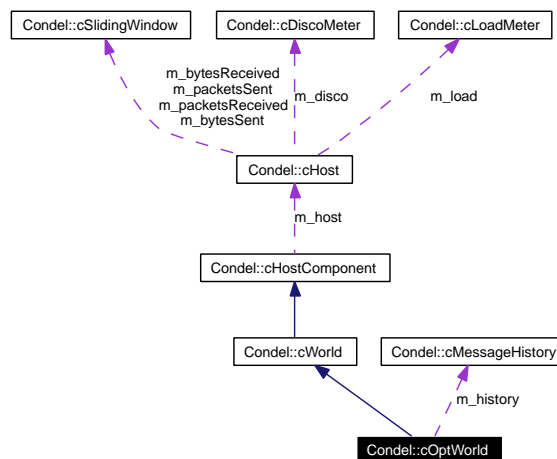 Condel::cSlidingWindow
Condel::cDiscoMeter
Condel::cLoadMeter
m_bytesReceived
m_packetsSent
m_packetsReceived
m_bytesSent
m_disco
m_load
Condel::cHost
m_host
Condel::cHostComponent
Condel::cWorld
Condel::cMessageHistory
m_history
Condel::cOptWorld